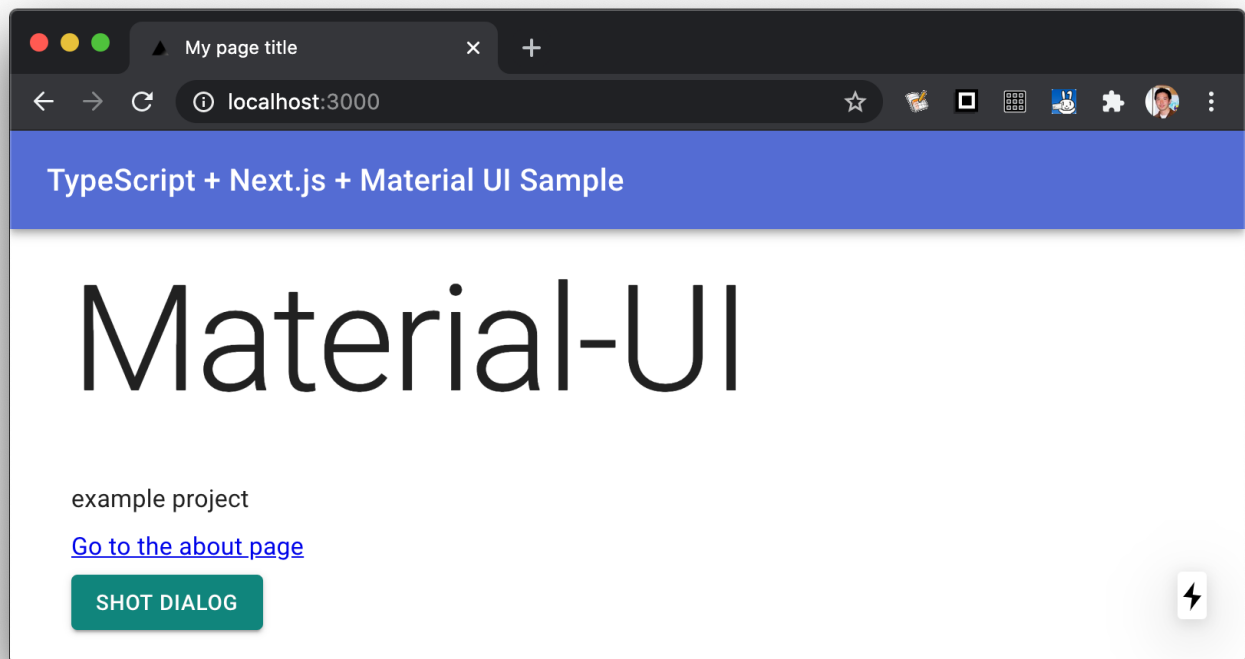 My page title
localhost:3000
TypeScript + Next.js + Material UI Sample
Material-UI
example project
Go to the about page
SHOT DIALOG